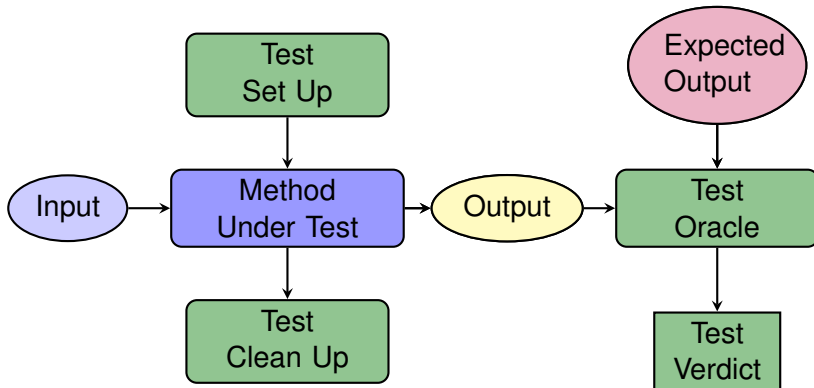 Test
Set Up
Expected
Output
Input
Method
Under Test
Output
Test
Oracle
Test
Clean Up
Test
Verdict